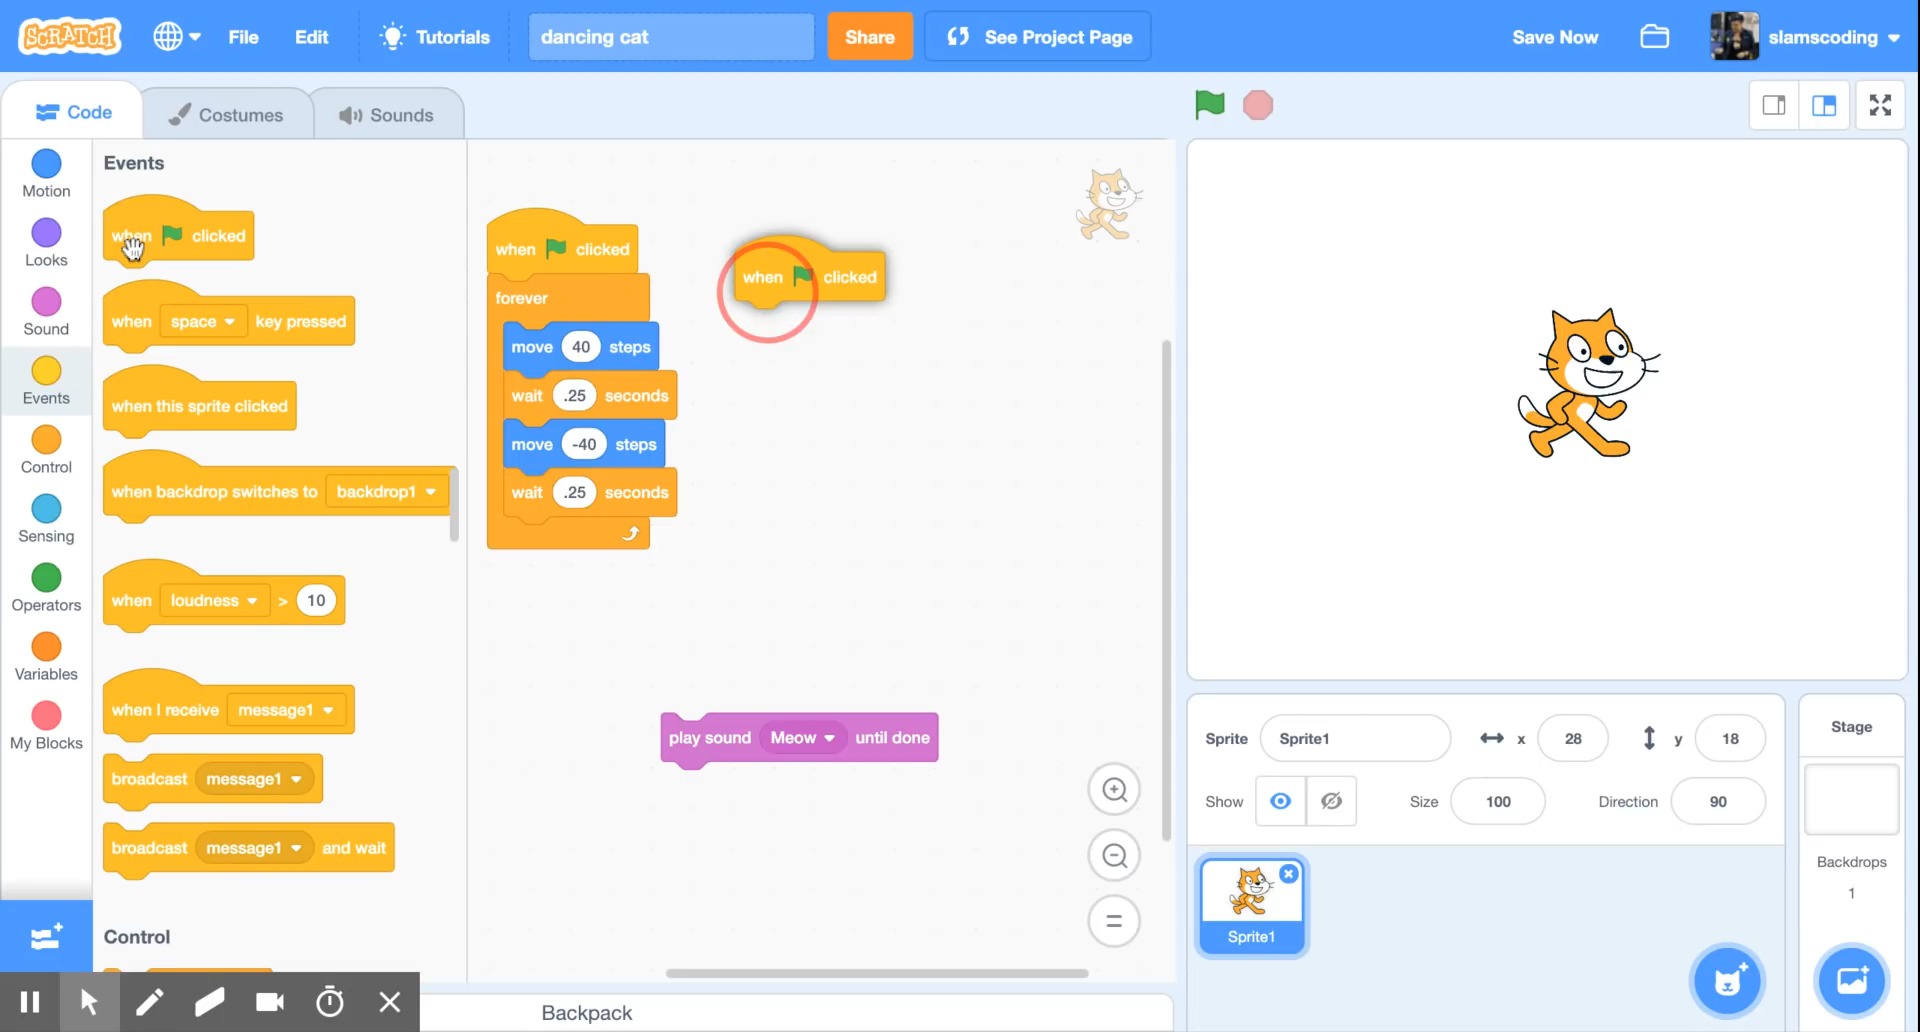 SCRATCH
File
Edit
Tutorials
dancing cat
Share
See Project Page
Save Now
slamscoding
Code
Costumes
Sounds
Motion
Looks
Sound
Events
Control
Sensing
Operators
Variables
My Blocks
Events
when clicked
when space key pressed
when this sprite clicked
when backdrop switches to backdrop1
when loudness > 10
when I receive message1
broadcast message1
broadcast message1 and wait
Control
when clicked
forever
move 40 steps
wait .25 seconds
move -40 steps
wait .25 seconds
when clicked
play sound Meow until done
Backpack
Sprite Sprite1 x 28 y 18
Show Size 100 Direction 90
Sprite1
Stage
Backdrops
1